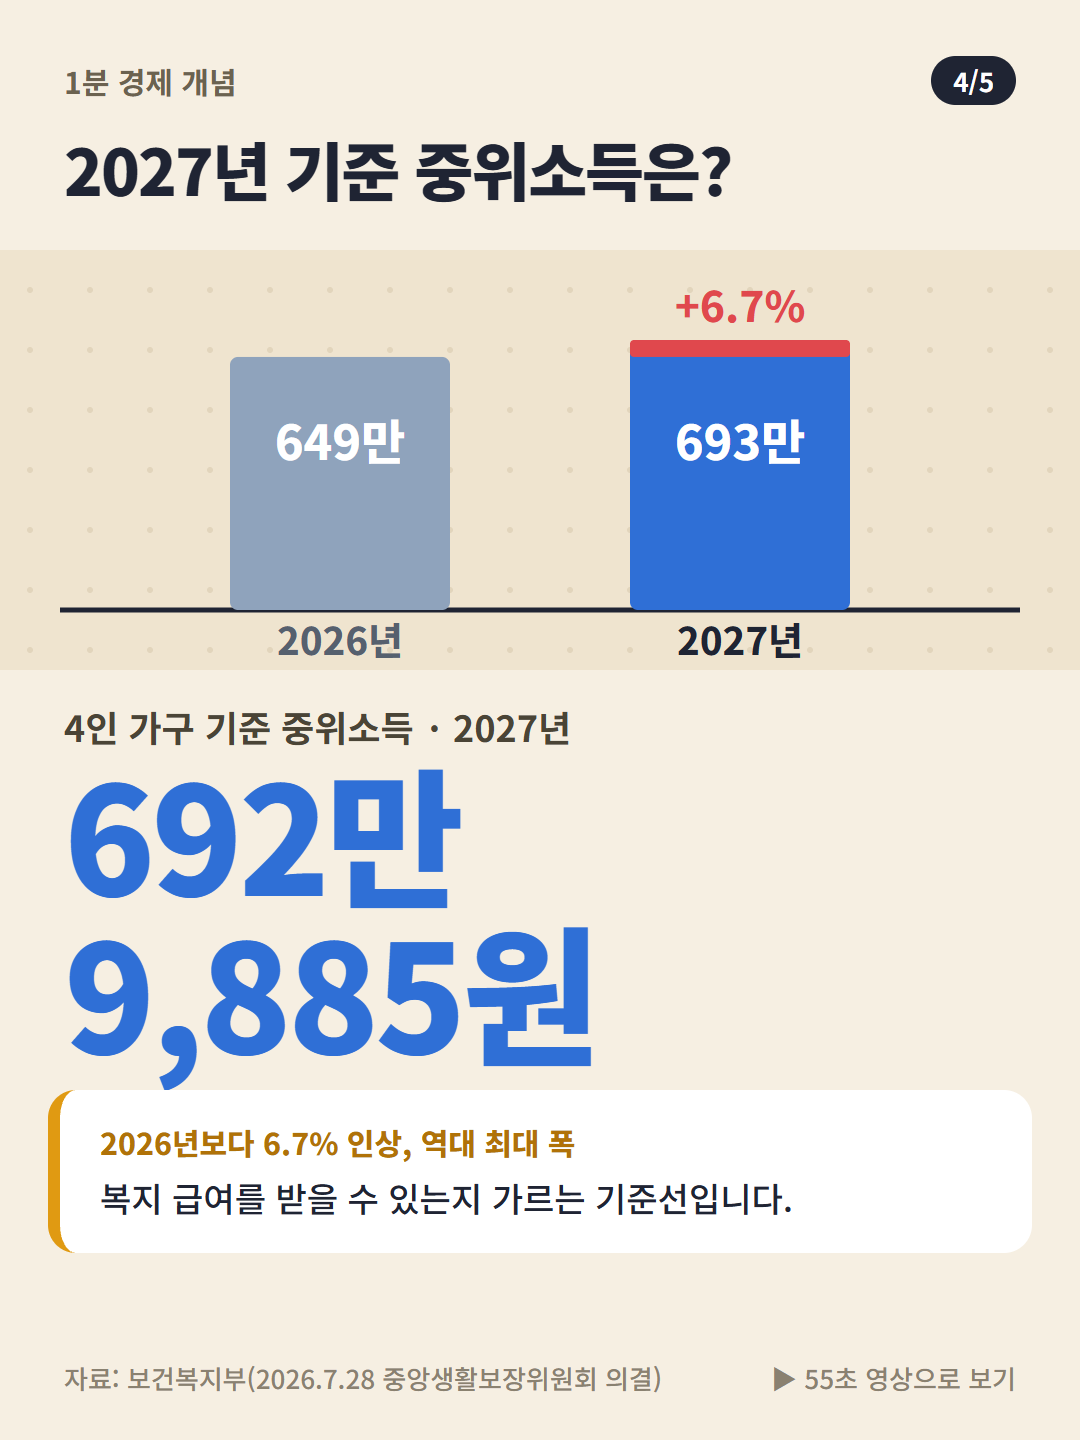 1분 경제 개념
4/5
2027년 기준 중위소득은?
+6.7%
649만
693만
2026년
2027년
4인 가구 기준 중위소득 · 2027년
692만
9,885원
2026년보다 6.7% 인상, 역대 최대 폭
복지 급여를 받을 수 있는지 가르는 기준선입니다.
자료: 보건복지부(2026.7.28 중앙생활보장위원회 의결)
▶ 55초 영상으로 보기